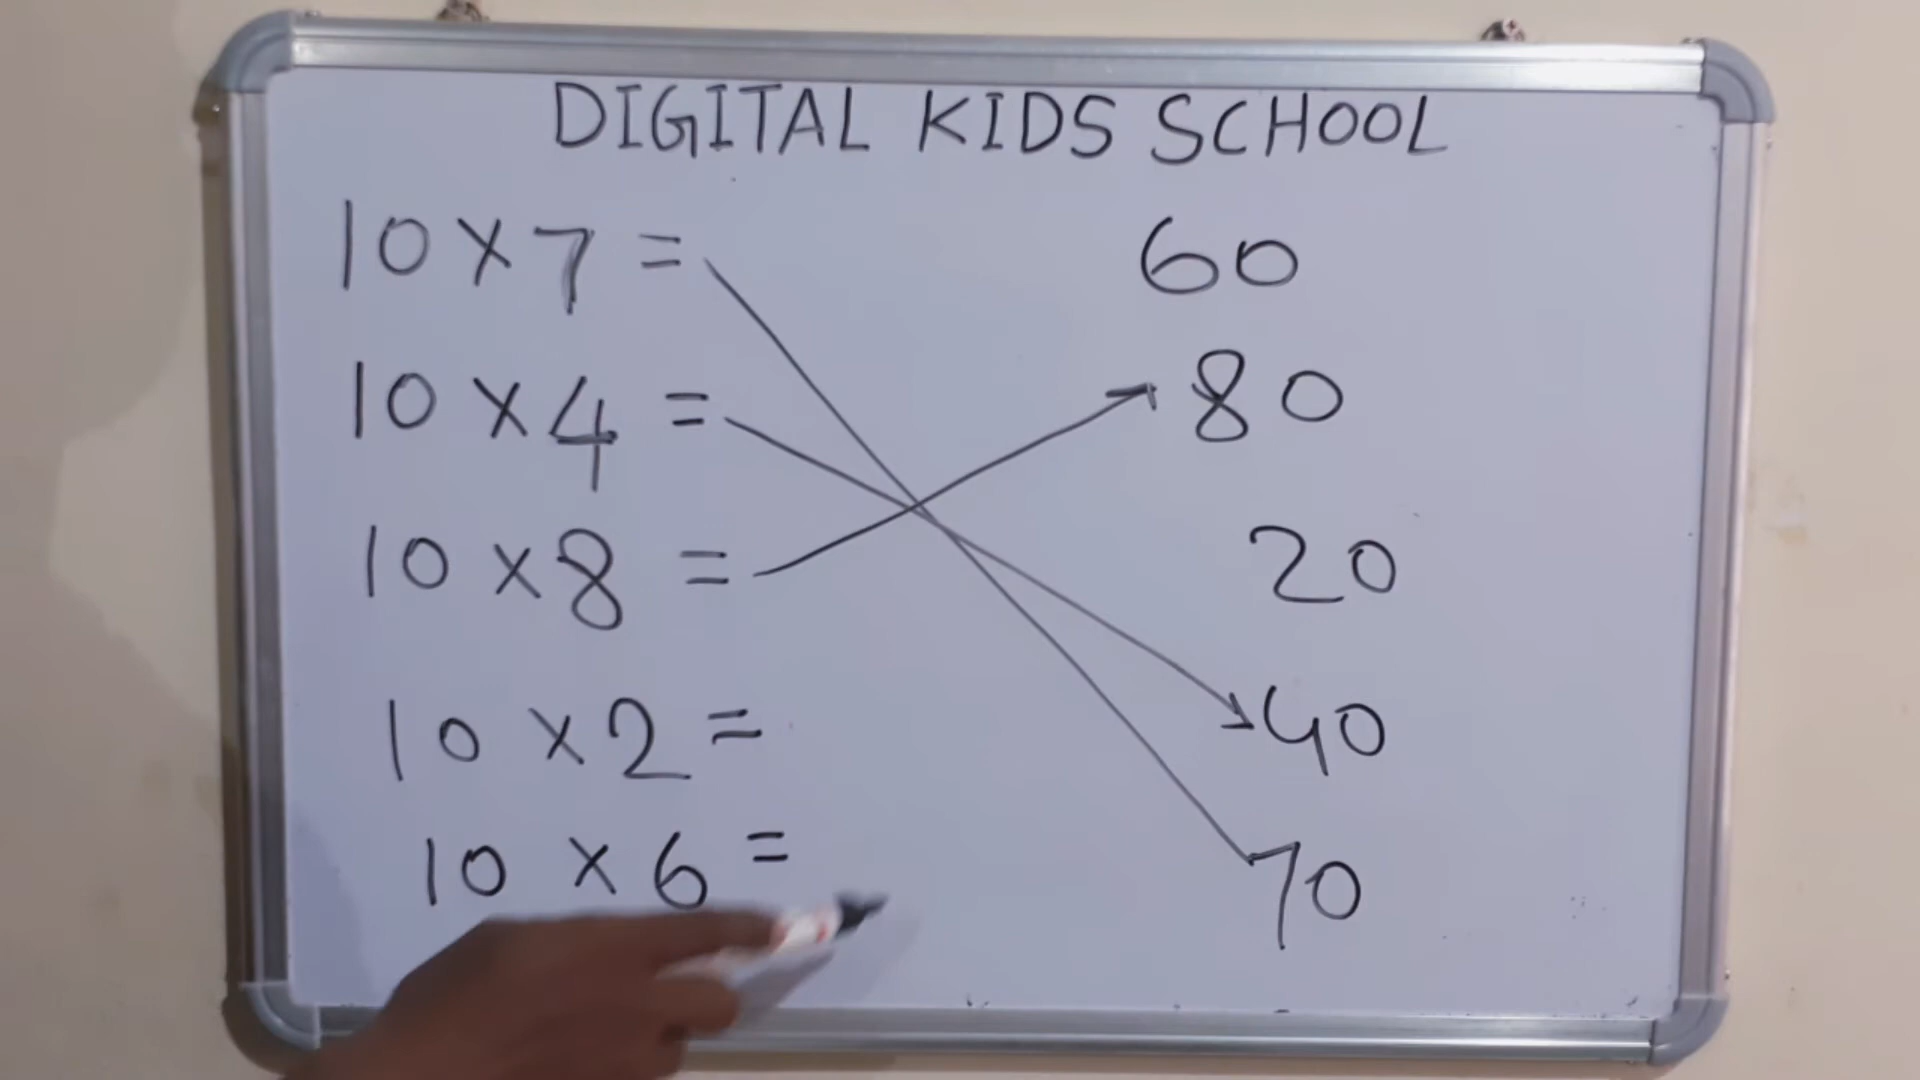 DIGITAL KIDS SCHOOL
10 x 7 = 60
10 x 4 = 80
10 x 8 = 20
10 x 2 = 40
10 x 6 = 70